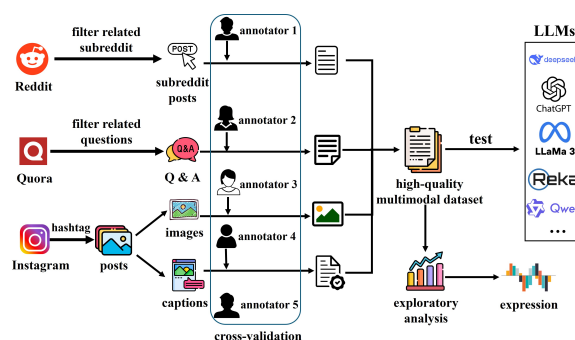 LLMs
filter related
subreddit
annotator 1
POST
Reddit
subreddit
posts
deepseek
ChatGPT
filter related
questions
annotator 2
Q&A
test
LLaMa 3
Quora
Q & A
annotator 3
high-quality
multimodal dataset
Reka
hashtag
images
annotator 4
Qwe
...
Instagram
posts
captions
annotator 5
exploratory
analysis
expression
cross-validation